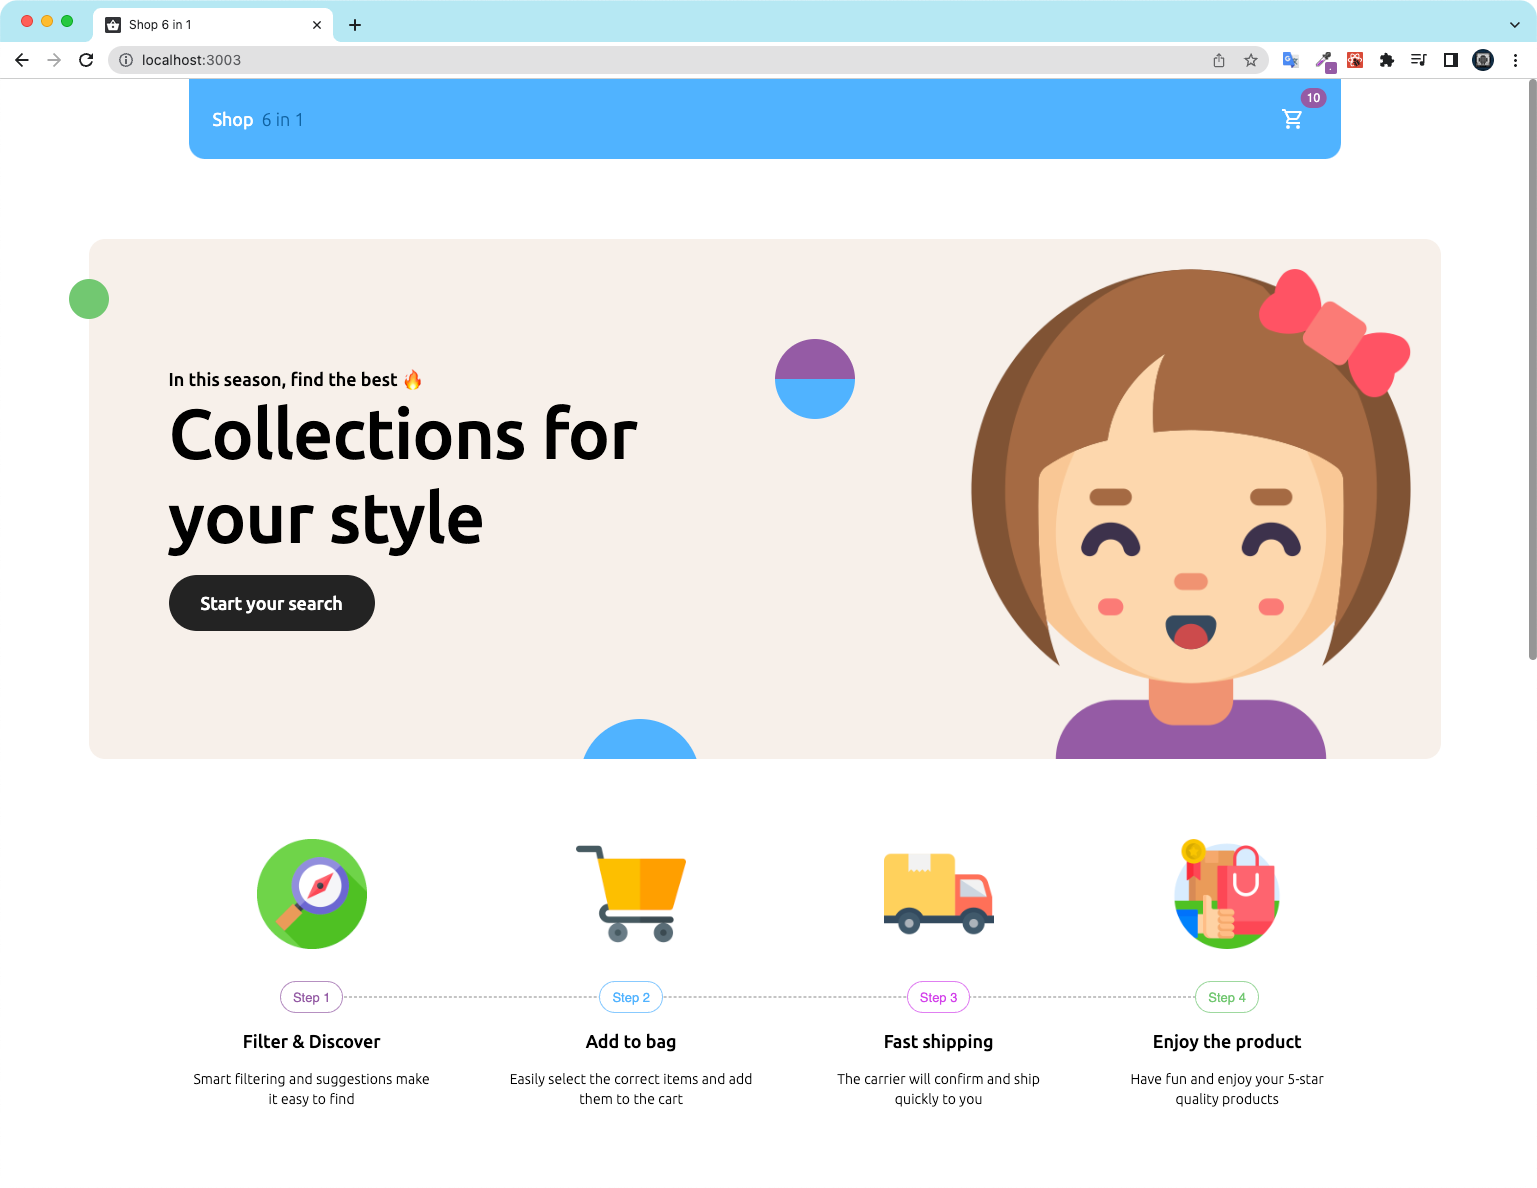 Shop 6 in 1
localhost:3003
Shop 6 in 1
10
In this season, find the best 🔥
Collections for
your style
Start your search
Step 1
Step 2
Step 3
Step 4
Filter & Discover
Add to bag
Fast shipping
Enjoy the product
Smart filtering and suggestions make
it easy to find
Easily select the correct items and add
them to the cart
The carrier will confirm and ship
quickly to you
Have fun and enjoy your 5-star
quality products